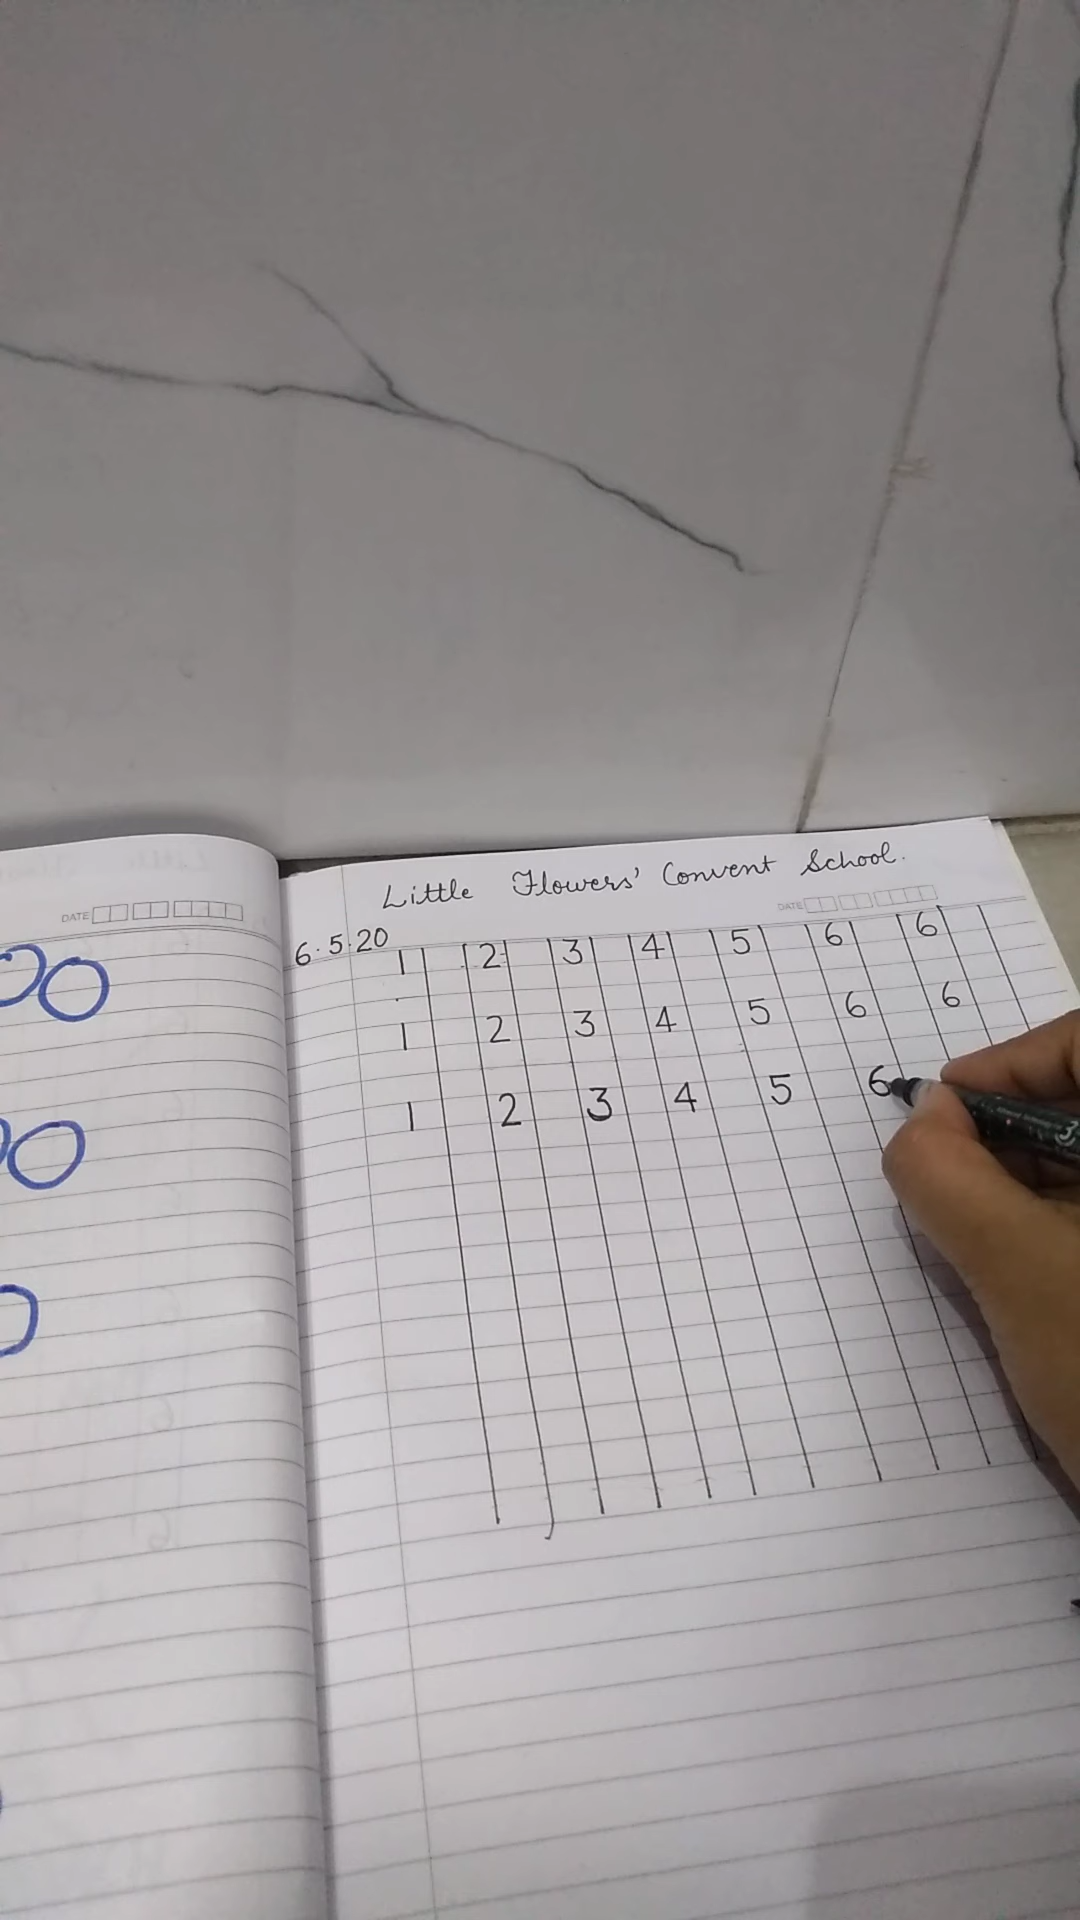 Little Flowers' Convent School.
DATE
DATE
6.5.20
1 2 3 4 5 6 6
1 2 3 4 5 6 6
1 2 3 4 5 6